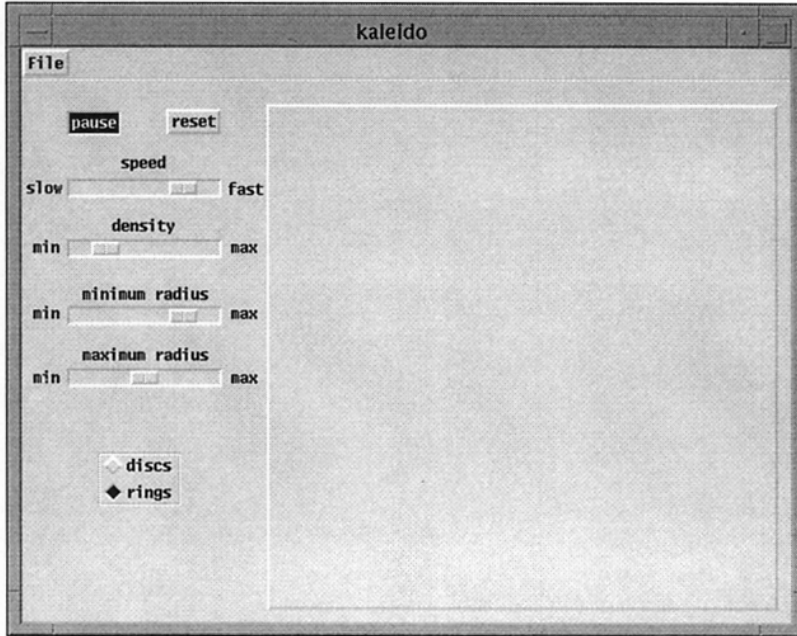 kaleido
File
pause reset
speed
slow fast
density
min max
minimum radius
min max
maximum radius
min max
discs
rings